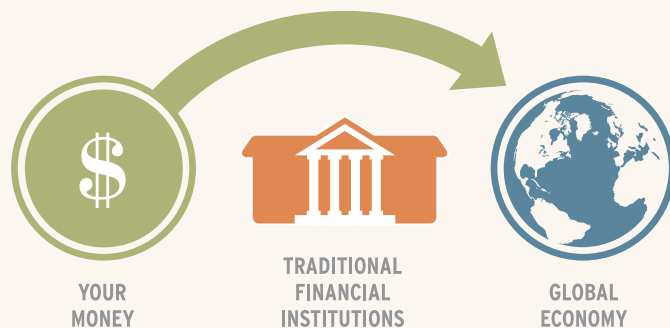 $
YOUR
MONEY
TRADITIONAL
FINANCIAL
INSTITUTIONS
GLOBAL
ECONOMY